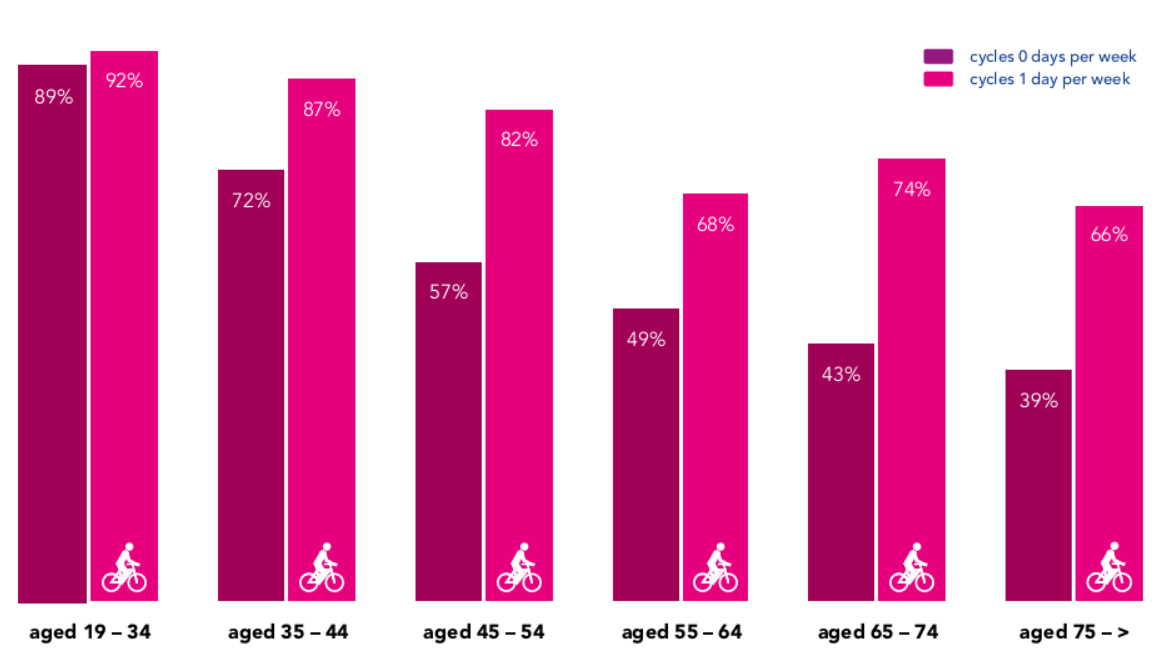 cycles 0 days per week
cycles 1 day per week
89%
92%
72%
87%
57%
82%
49%
68%
43%
74%
39%
66%
aged 19 – 34
aged 35 – 44
aged 45 – 54
aged 55 – 64
aged 65 – 74
aged 75 – >